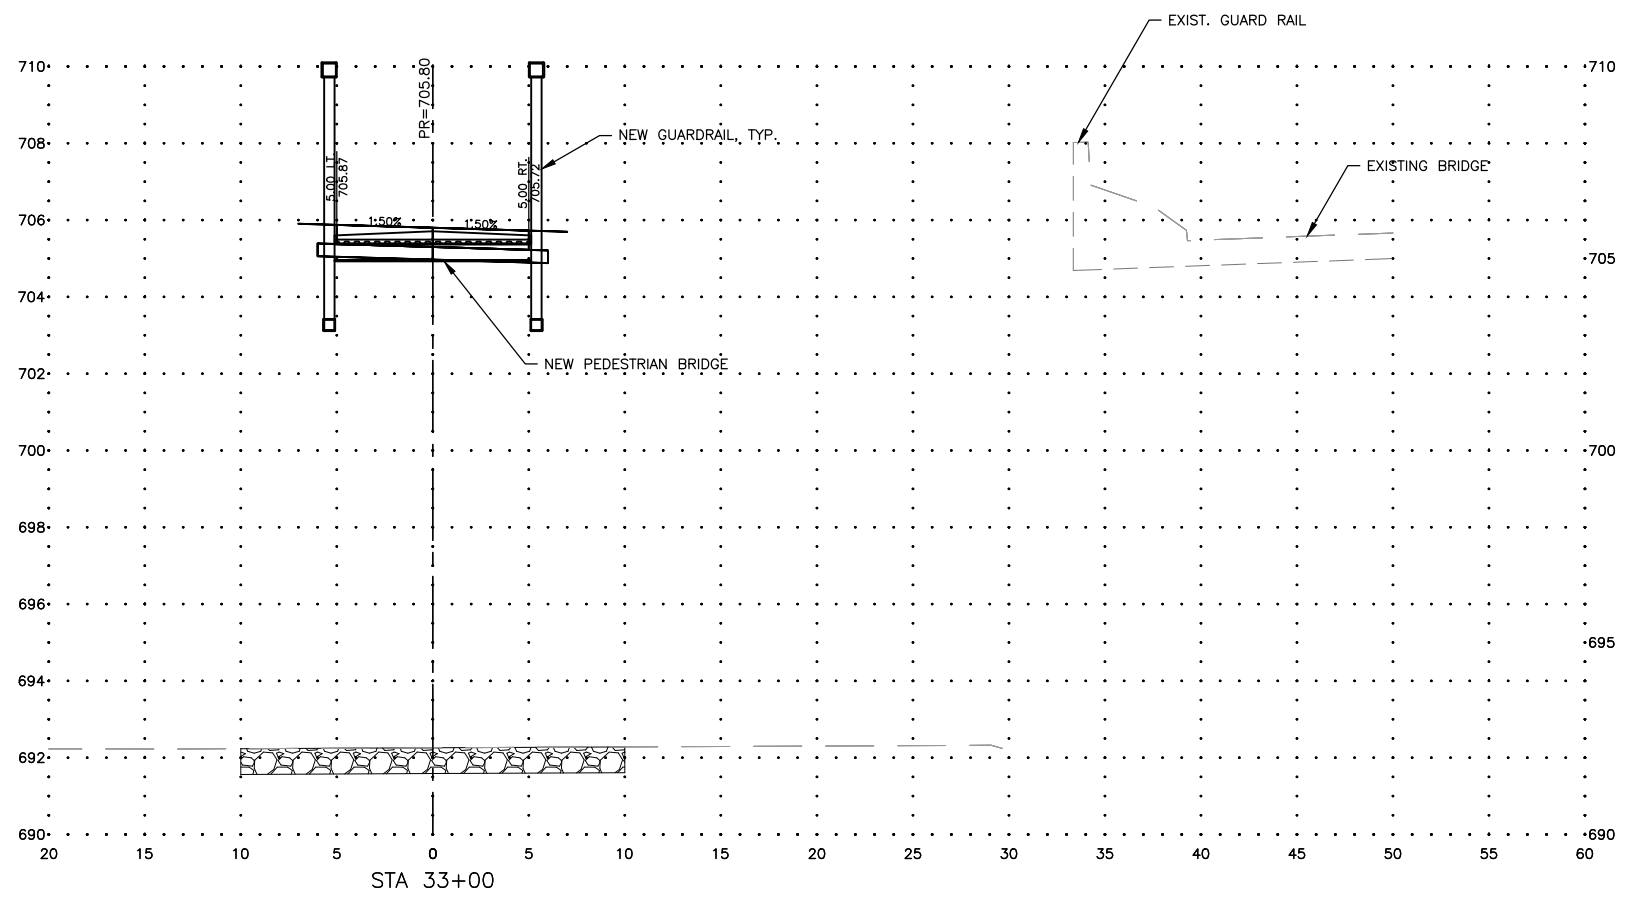 EXIST. GUARD RAIL
710
710
PR=705.80
708
NEW GUARDRAIL, TYP.
5.00 LT.
705.87
5.00 RT.
705.72
EXISTING BRIDGE
706
1.50%
1.50%
705
704
NEW PEDESTRIAN BRIDGE
702
700
700
698
696
695
694
692
690
690
20 15 10 5 0 5 10 15 20 25 30 35 40 45 50 55 60
STA 33+00